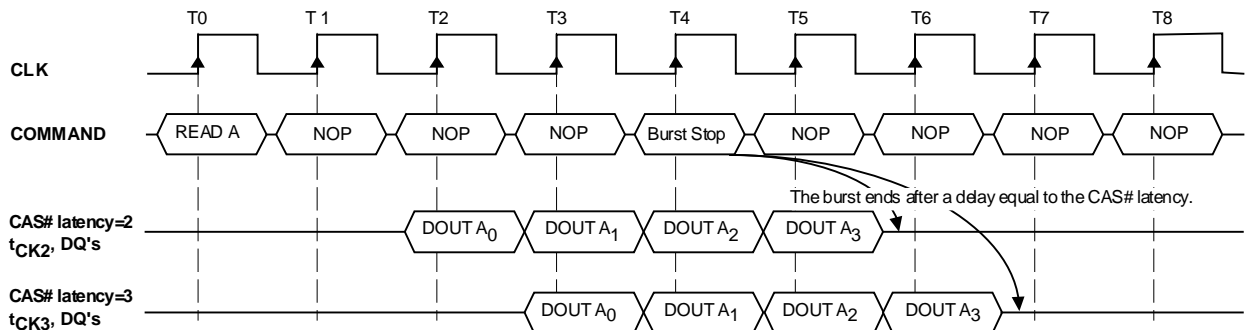 T0 T 1 T2 T3 T4 T5 T6 T7 T8
CLK
COMMAND READ A NOP NOP NOP Burst Stop NOP NOP NOP NOP
The burst ends after a delay equal to the CAS# latency.
CAS# latency=2
tCK2, DQ's DOUT A0 DOUT A1 DOUT A2 DOUT A3
CAS# latency=3
tCK3, DQ's DOUT A0 DOUT A1 DOUT A2 DOUT A3